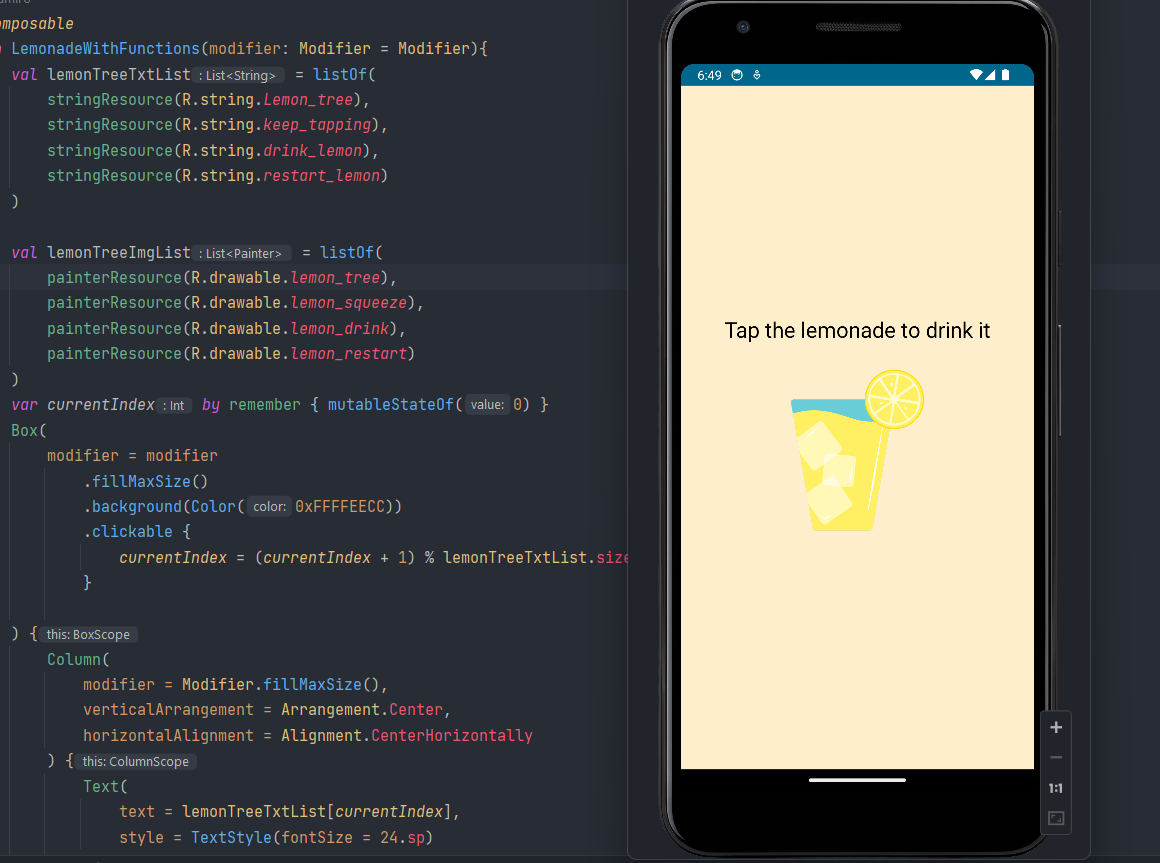 mposable
LemonadeWithFunctions(modifier: Modifier = Modifier){
val lemonTreeTxtList : List<String> = listOf(
stringResource(R.string.Lemon_tree),
stringResource(R.string.keep_tapping),
stringResource(R.string.drink_lemon),
stringResource(R.string.restart_lemon)
)
val lemonTreeImgList : List<Painter> = listOf(
painterResource(R.drawable.lemon_tree),
painterResource(R.drawable.lemon_squeeze),
painterResource(R.drawable.lemon_drink),
painterResource(R.drawable.lemon_restart)
)
var currentIndex : Int by remember { mutableStateOf( value: 0) }
Box(
modifier = modifier
.fillMaxSize()
.background(Color( color: 0xFFFFEECC))
.clickable {
currentIndex = (currentIndex + 1) % lemonTreeTxtList.size
}
) { this: BoxScope
Column(
modifier = Modifier.fillMaxSize(),
verticalArrangement = Arrangement.Center,
horizontalAlignment = Alignment.CenterHorizontally
) { this: ColumnScope
Text(
text = lemonTreeTxtList[currentIndex],
style = TextStyle(fontSize = 24.sp)
6:49
Tap the lemonade to drink it
+
−
1:1